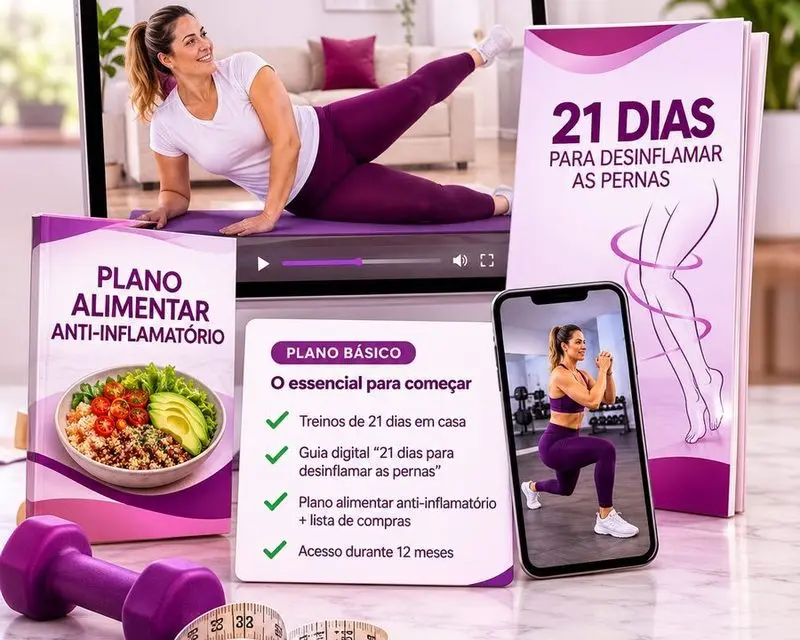 21 DIAS
PARA DESINFLAMAR
AS PERNAS
PLANO
ALIMENTAR
ANTI-INFLAMATÓRIO
PLANO BÁSICO
O essencial para começar
Treinos de 21 dias em casa
Guia digital “21 dias para
desinflamar as pernas”
Plano alimentar anti-inflamatório
+ lista de compras
Acesso durante 12 meses